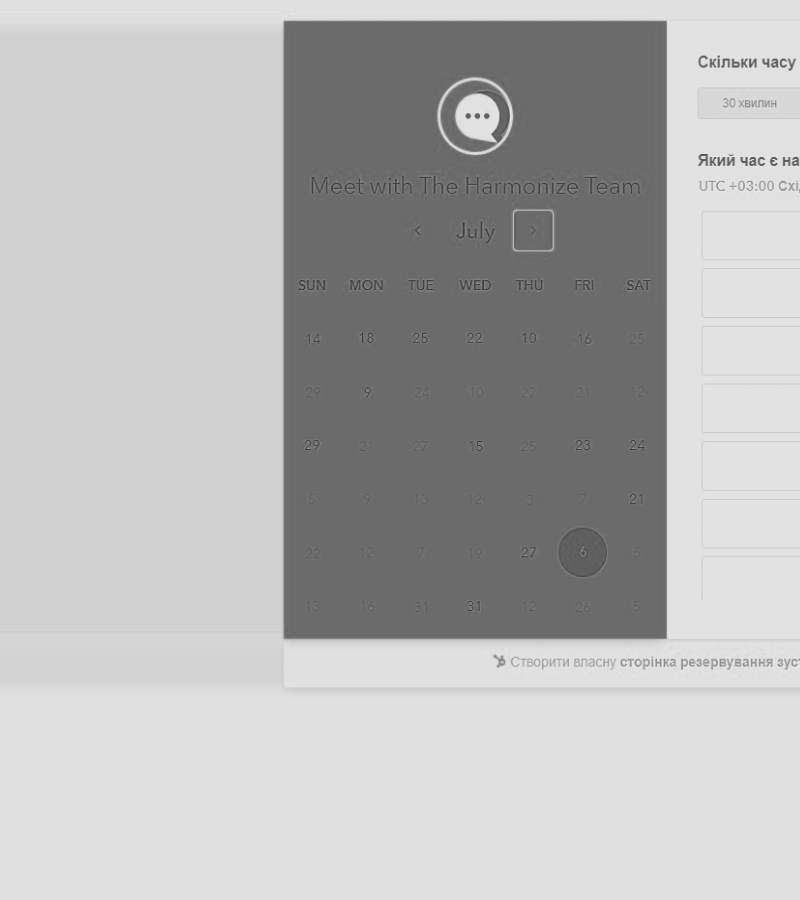 Meet with The Harmonize Team
July
SUN MON TUE WED THU FRI SAT
14 18 25 22 10 16 25
29 9 24 10 27 21 12
29 21 27 15 25 23 24
5 9 13 12 3 7 21
22 12 7 19 27 6 5
13 16 31 31 12 26 5
Скільки часу
30 хвилин
Який час є на
UTC +03:00 Схі
Створити власну сторінка резервування зуст